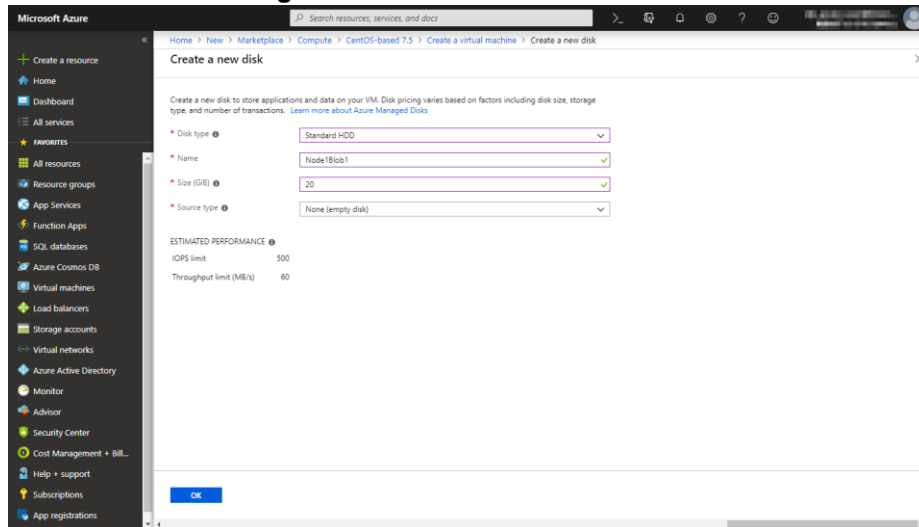 Microsoft Azure
Search resources, services, and docs
Home > New > Marketplace > Compute > CentOS-based 7.5 > Create a virtual machine > Create a new disk
Create a new disk
Create a resource
Home
Dashboard
All services
FAVORITES
All resources
Resource groups
App Services
Function Apps
SQL databases
Azure Cosmos DB
Virtual machines
Load balancers
Storage accounts
Virtual networks
Azure Active Directory
Monitor
Advisor
Security Center
Cost Management + Bill...
Help + support
Subscriptions
App registrations
Create a new disk to store applications and data on your VM. Disk pricing varies based on factors including disk size, storage
type, and number of transactions. Learn more about Azure Managed Disks
* Disk type Standard HDD
* Name Node1Blob1
* Size (GiB) 20
* Source type None (empty disk)
ESTIMATED PERFORMANCE
IOPS limit 500
Throughput limit (MB/s) 60
OK